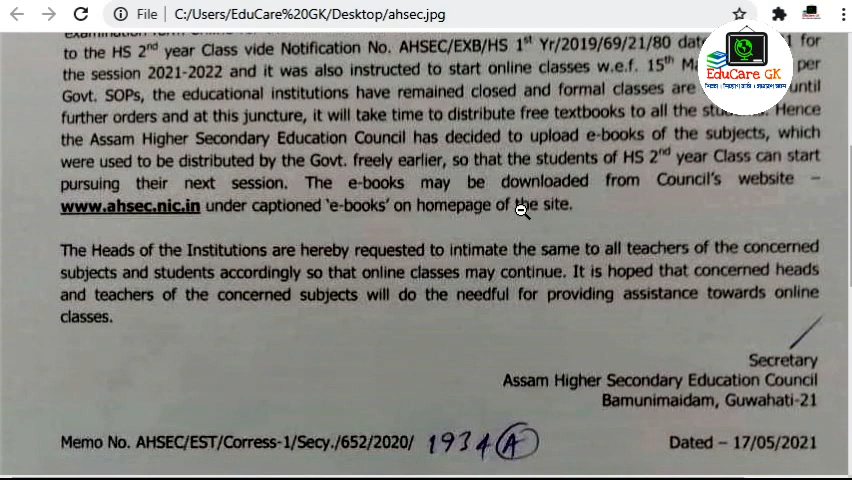 File C:/Users/EduCare%20GK/Desktop/ahsec.jpg
to the HS 2nd year Class vide Notification No. AHSEC/EXB/HS 1st Yr/2019/69/21/80 for
the session 2021-2022 and it was also instructed to start online classes w.e.f. 15th per
Govt. SOPs, the educational institutions have remained closed and formal classes are until
further orders and at this juncture, it will take time to distribute free textbooks to all the Hence
the Assam Higher Secondary Education Council has decided to upload e-books of the subjects, which
were used to be distributed by the Govt. freely earlier, so that the students of HS 2nd year Class can start
pursuing their next session. The e-books may be downloaded from Council's website –
www.ahsec.nic.in under captioned 'e-books' on homepage of the site.
The Heads of the Institutions are hereby requested to intimate the same to all teachers of the concerned
subjects and students accordingly so that online classes may continue. It is hoped that concerned heads
and teachers of the concerned subjects will do the needful for providing assistance towards online
classes.
Secretary
Assam Higher Secondary Education Council
Bamunimaidam, Guwahati-21
Memo No. AHSEC/EST/Corress-1/Secy./652/2020/ 1934 (A) Dated – 17/05/2021
EduCare GK